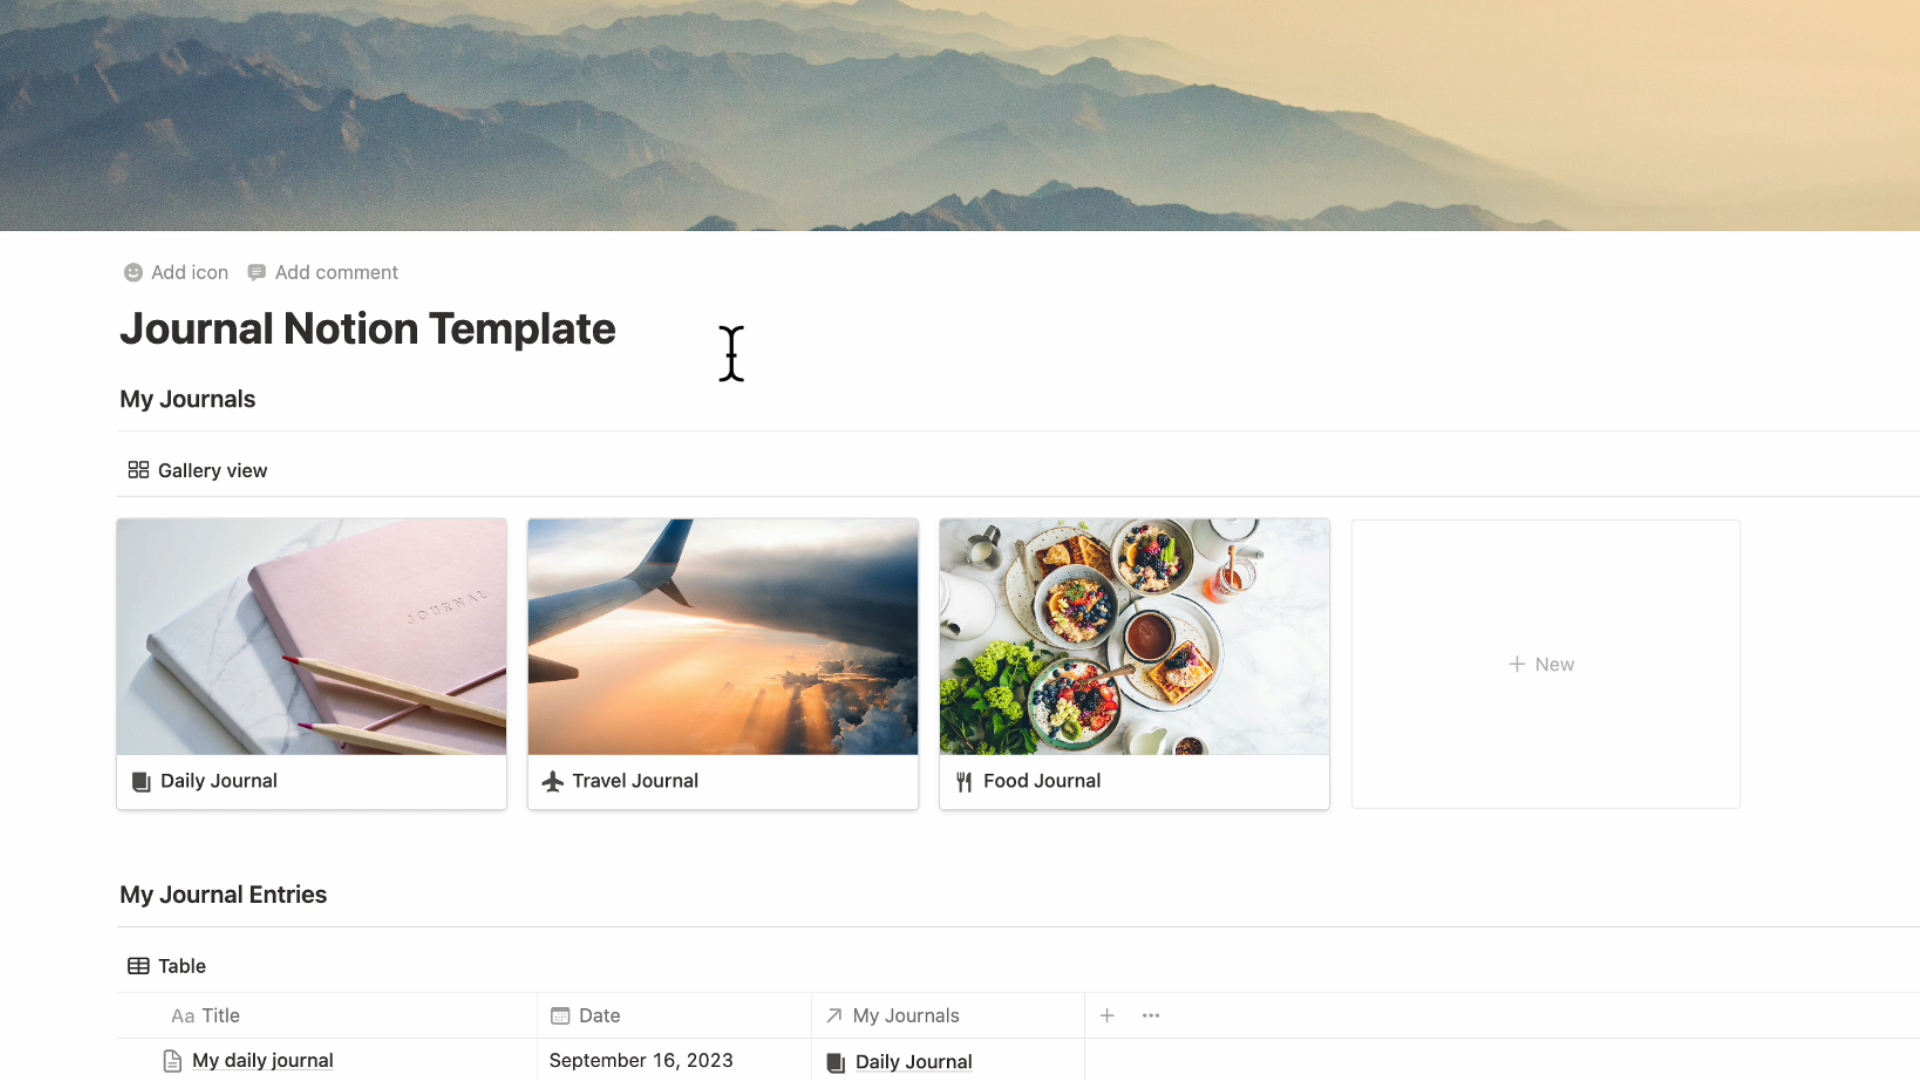 Add icon Add comment
Journal Notion Template
My Journals
Gallery view
JOURNAL
Daily Journal
Travel Journal
Food Journal
+ New
My Journal Entries
Table
Aa Title Date My Journals + •••
My daily journal September 16, 2023 Daily Journal